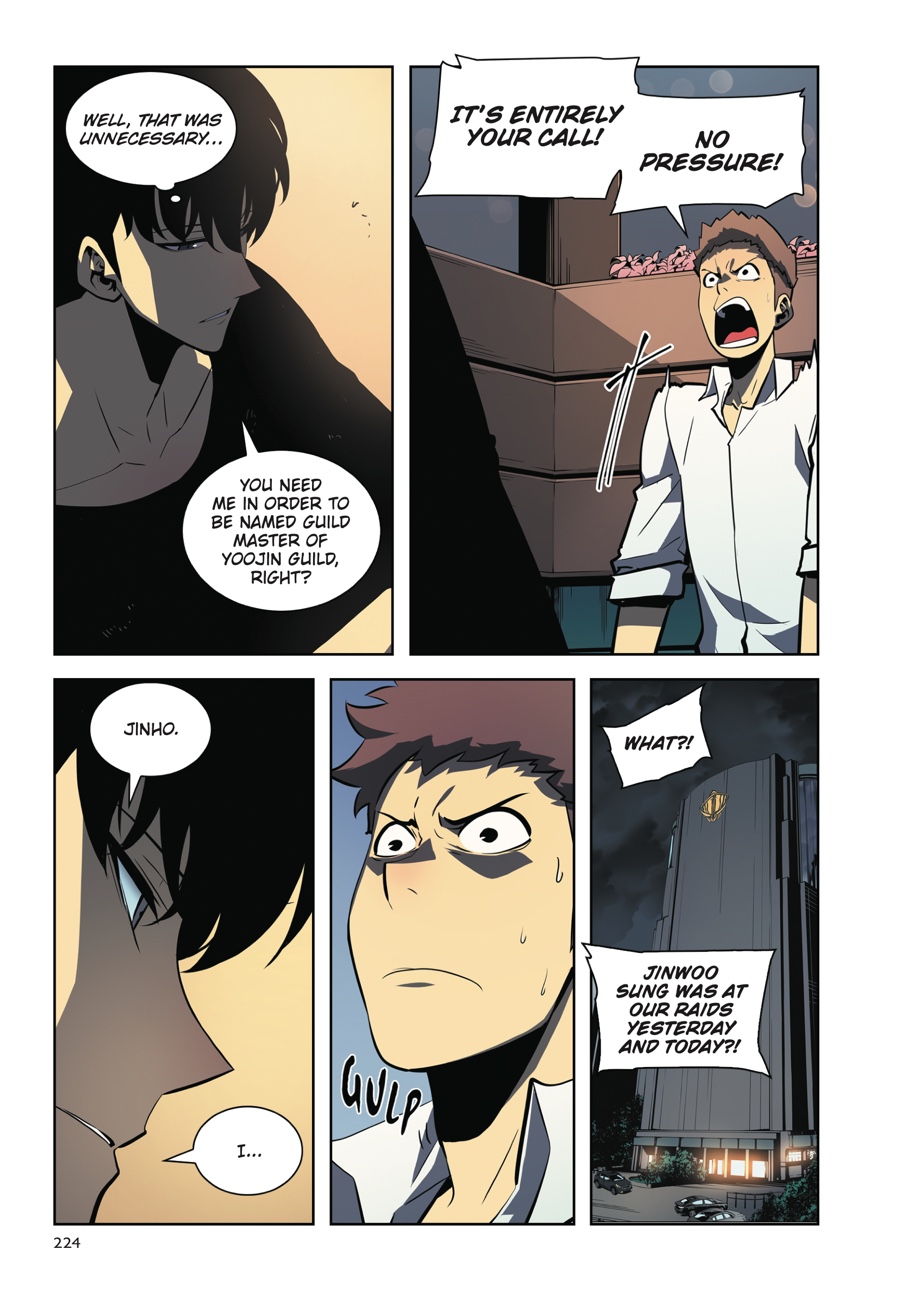 WELL, THAT WAS
UNNECESSARY...
YOU NEED
ME IN ORDER TO
BE NAMED GUILD
MASTER OF
YOOJIN GUILD,
RIGHT?
IT'S ENTIRELY
YOUR CALL!
NO
PRESSURE!
JINHO.
I...
GULP
WHAT?!
JINWOO
SUNG WAS AT
OUR RAIDS
YESTERDAY
AND TODAY?!
224